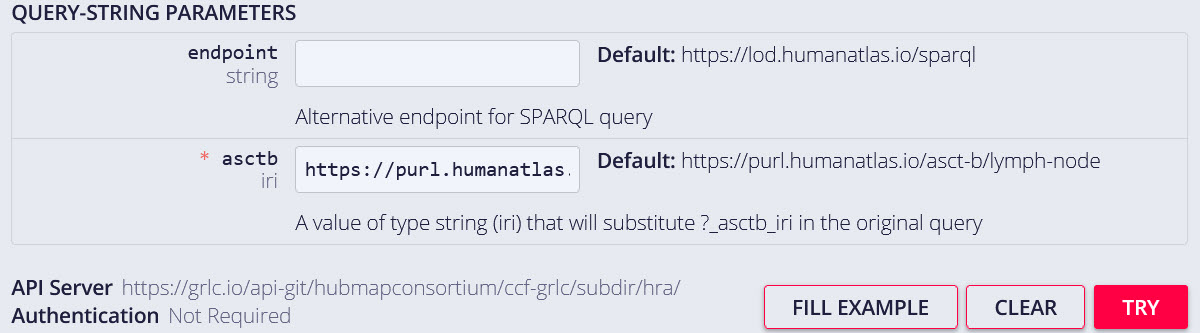 QUERY-STRING PARAMETERS
endpoint
string
Default: https://lod.humanatlas.io/sparql
Alternative endpoint for SPARQL query
* asctb
iri
https://purl.humanatlas.
Default: https://purl.humanatlas.io/asct-b/lymph-node
A value of type string (iri) that will substitute ?_asctb_iri in the original query
API Server https://grlc.io/api-git/hubmapconsortium/ccf-grlc/subdir/hra/
Authentication Not Required
FILL EXAMPLE CLEAR TRY